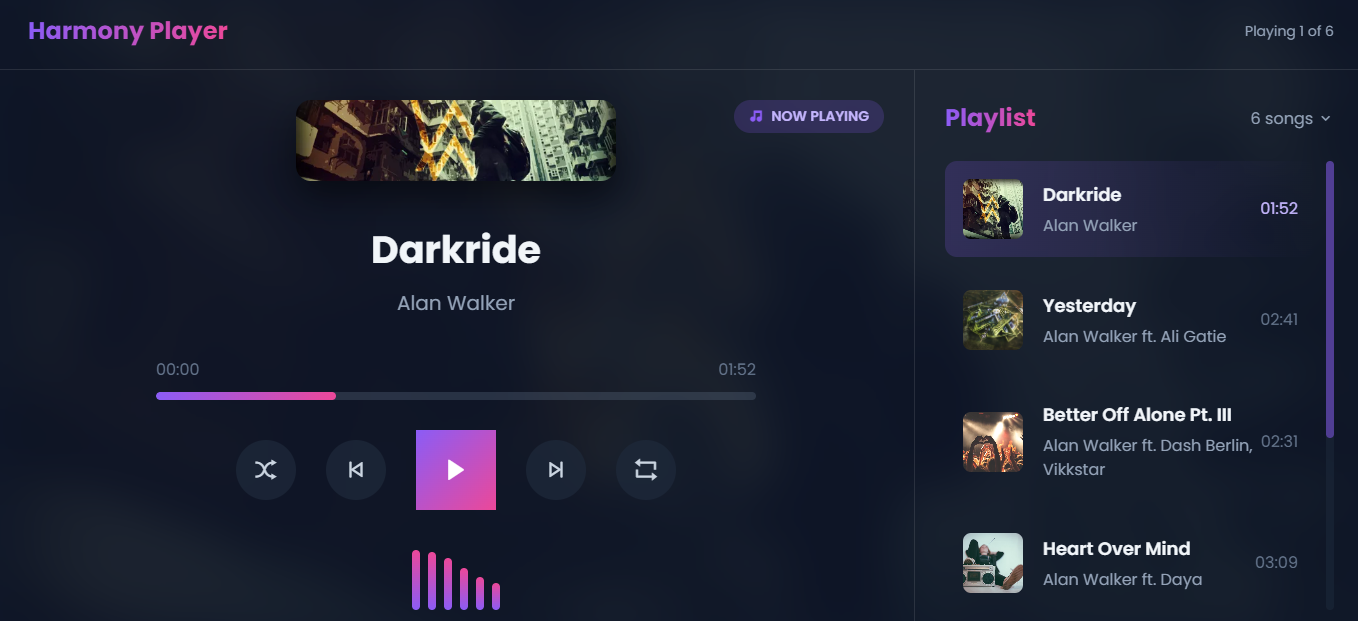 Harmony Player
Playing 1 of 6
NOW PLAYING
Darkride
Alan Walker
00:00
01:52
Playlist
6 songs
Darkride
Alan Walker
01:52
Yesterday
Alan Walker ft. Ali Gatie
02:41
Better Off Alone Pt. III
Alan Walker ft. Dash Berlin,
Vikkstar
02:31
Heart Over Mind
Alan Walker ft. Daya
03:09